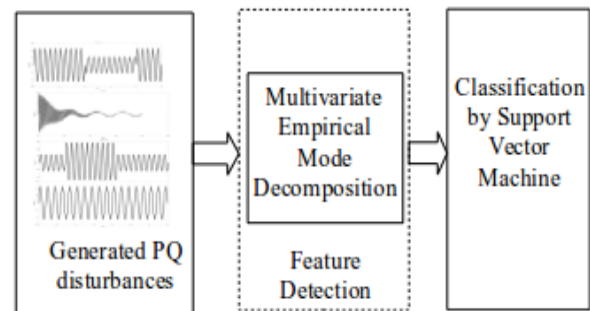 Generated PQ
disturbances
Multivariate
Empirical
Mode
Decomposition
Feature
Detection
Classification
by Support
Vector
Machine